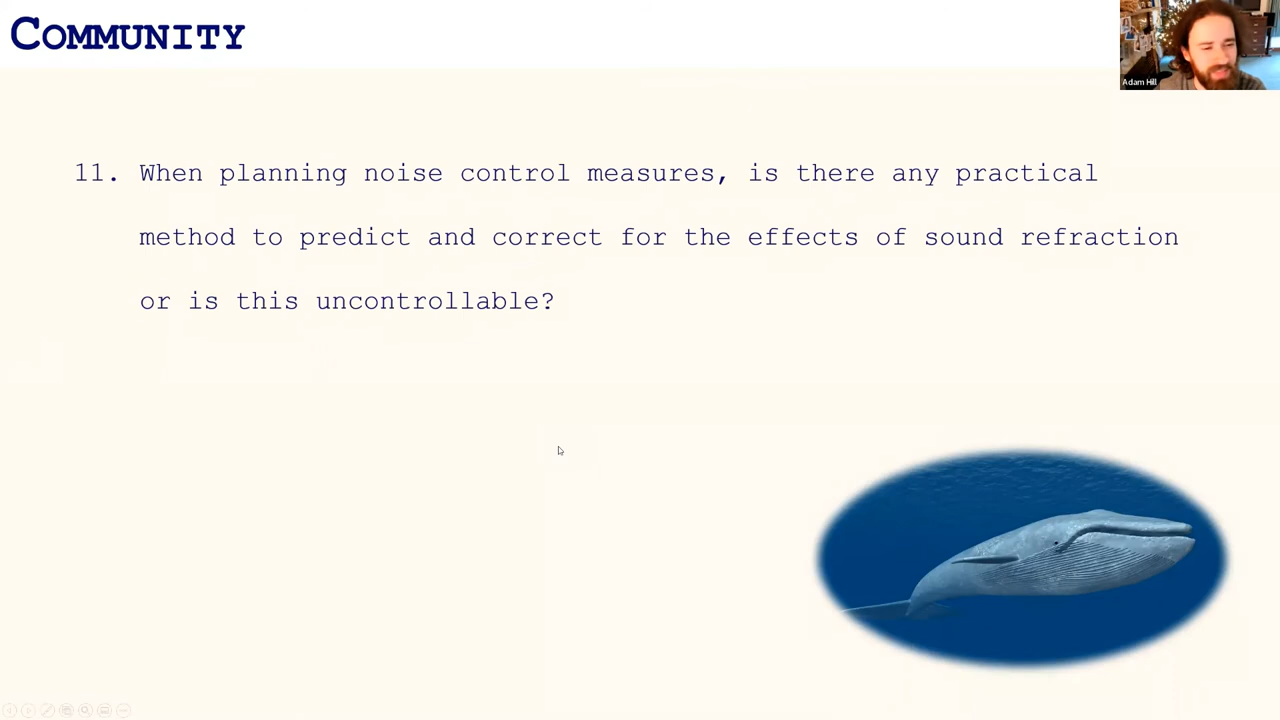 COMMUNITY
Adam Hill
11. When planning noise control measures, is there any practical
method to predict and correct for the effects of sound refraction
or is this uncontrollable?